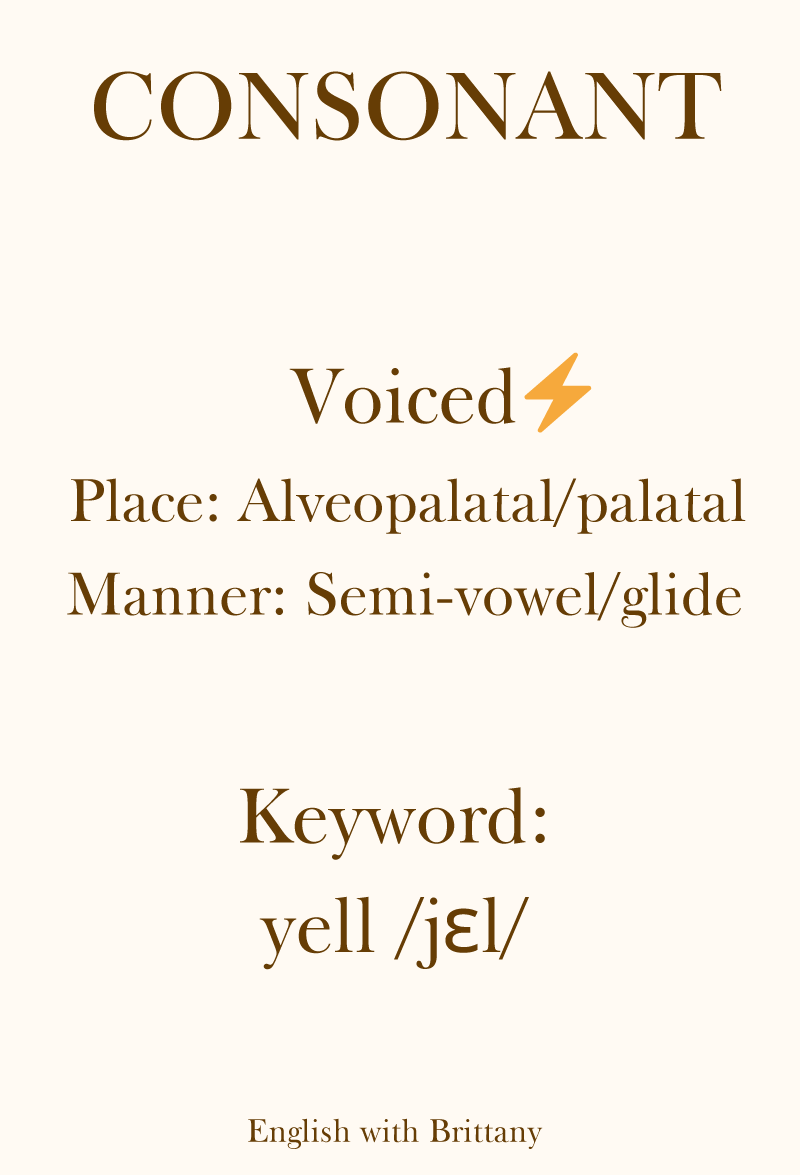 CONSONANT
Voiced⚡
Place: Alveopalatal/palatal
Manner: Semi-vowel/glide
Keyword:
yell /jɛl/
English with Brittany